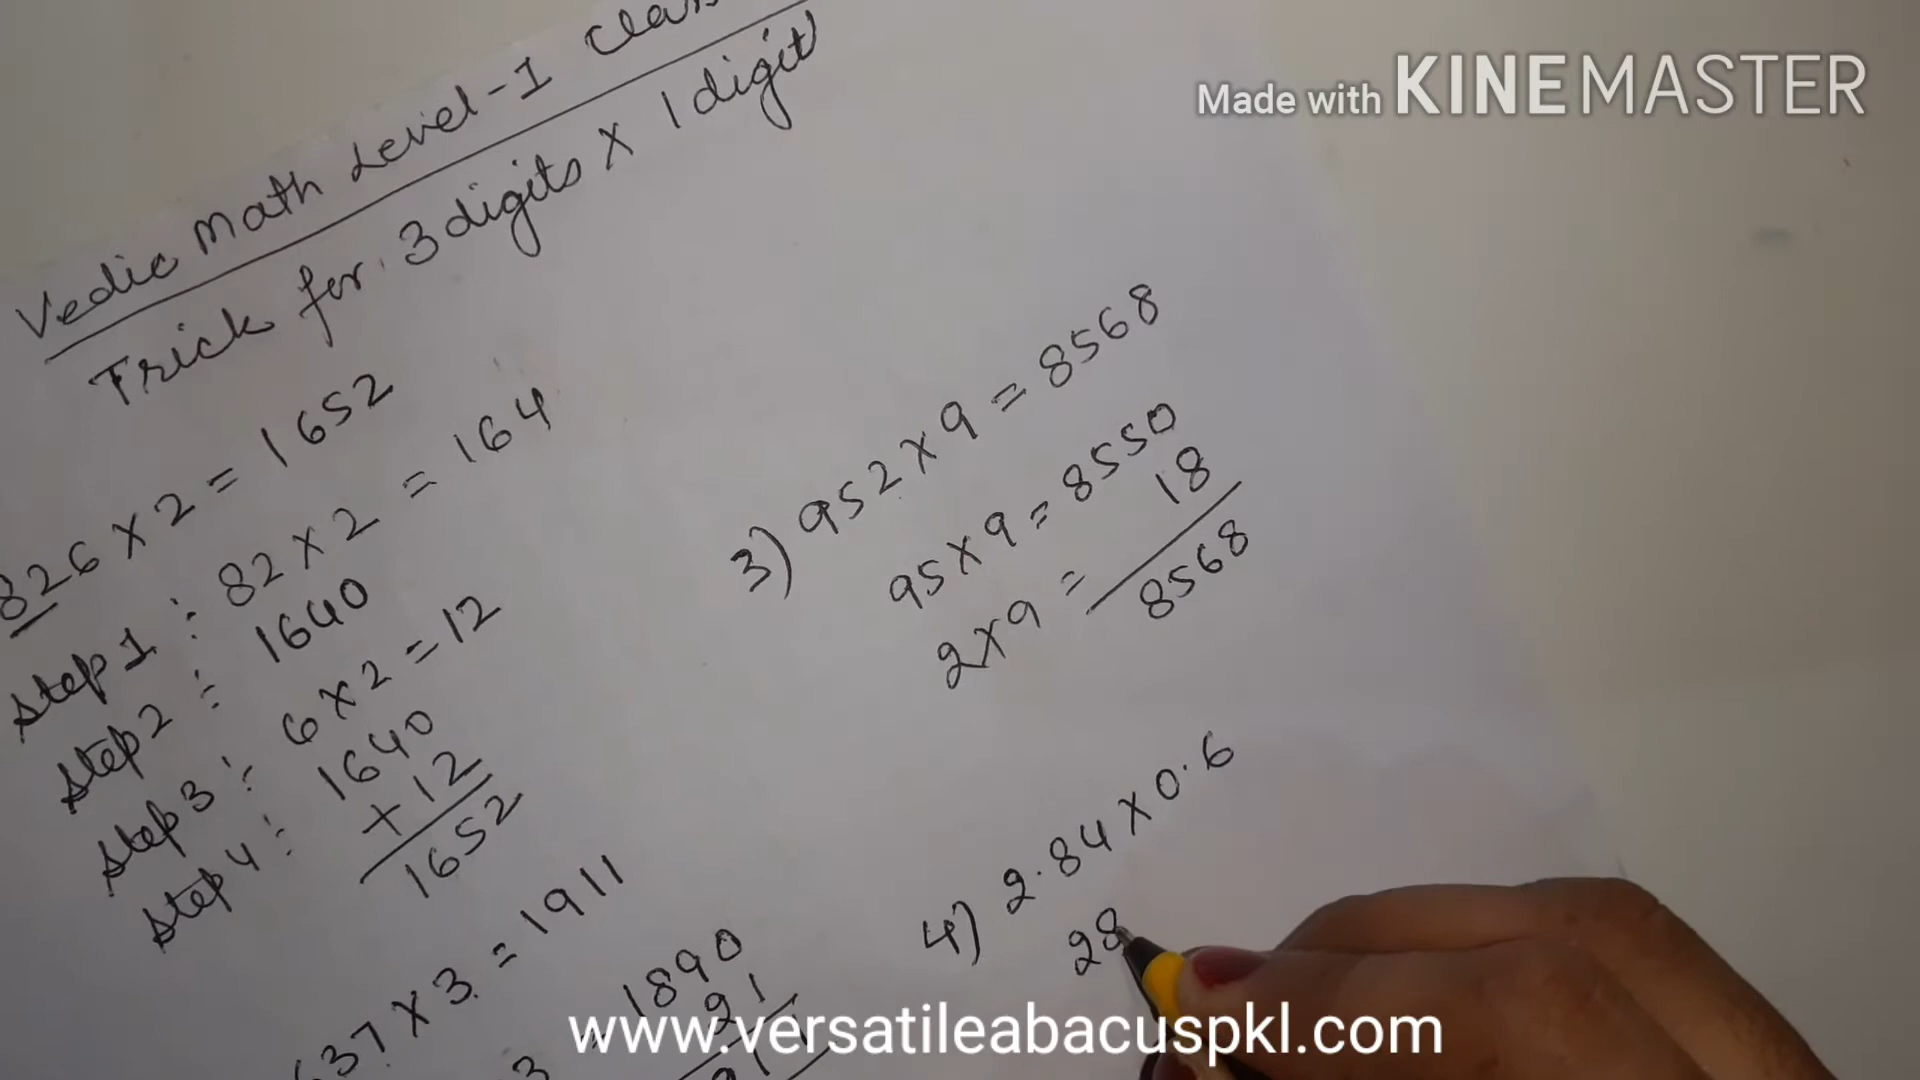 Vedic Math Level-1 Class
Trick for 3 digits X 1 digit
826 X 2 = 1652
Step 1 : 82 X 2 = 164
Step 2 : 1640
Step 3 : 6 X 2 = 12
Step 4 : 1640
+ 12
1652
637 X 3 = 1911
3 = 1890
21
3) 952 X 9 = 8568
95 X 9 = 8550
2 X 9 = 18
8568
4) 2.84 X 0.6
28
Made with KINEMASTER
www.versatileabacuspkl.com